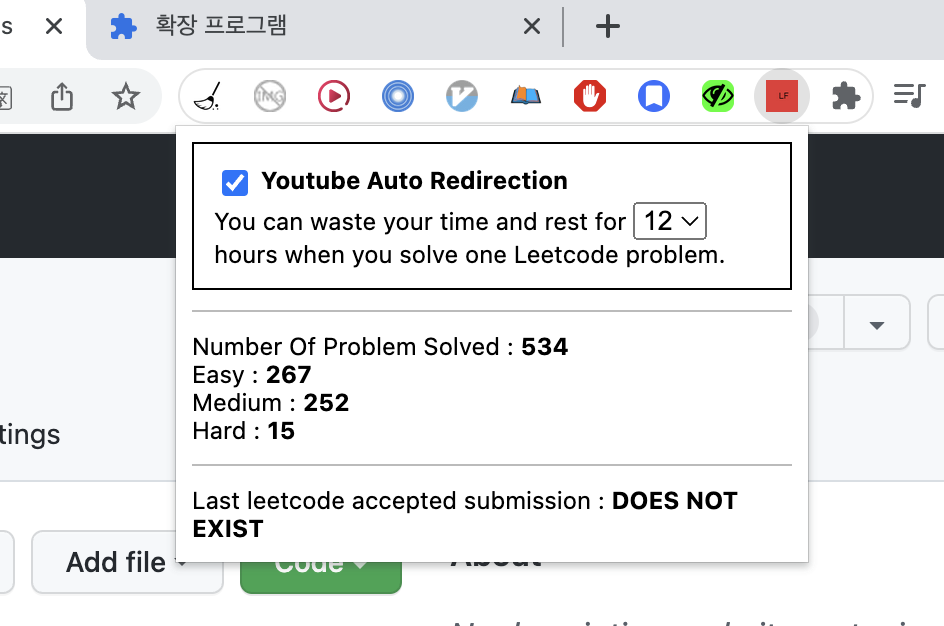 s
확장 프로그램
IMG
LF
Youtube Auto Redirection
You can waste your time and rest for 12
hours when you solve one Leetcode problem.
Number Of Problem Solved : 534
Easy : 267
Medium : 252
Hard : 15
tings
Last leetcode accepted submission : DOES NOT
EXIST
Add file
Code
About